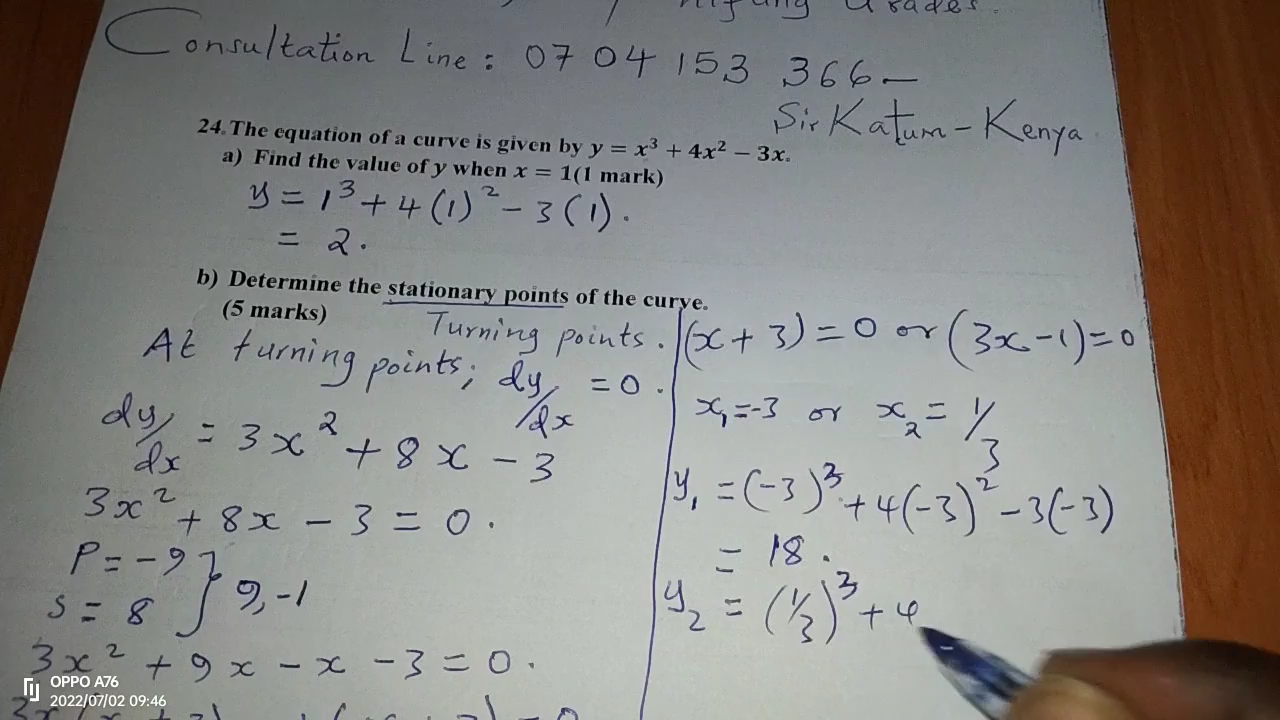 Grades.
Consultation Line: 0704 153 366 —
Sir Katum - Kenya
24. The equation of a curve is given by y = x³ + 4x² − 3x.
a) Find the value of y when x = 1(1 mark)
y = 1³ + 4(1)² − 3(1).
= 2.
b) Determine the stationary points of the curve.
(5 marks)
Turning points.
At turning points; dy/dx = 0.
dy/dx = 3x² + 8x − 3
3x² + 8x − 3 = 0.
P = −9
S = 8 } 9, −1
3x² + 9x − x − 3 = 0.
(x + 3) = 0 or (3x − 1) = 0
x₁ = −3 or x₂ = 1/3
y₁ = (−3)³ + 4(−3)² − 3(−3)
= 18.
y₂ = (1/3)³ + 4
OPPO A76
2022/07/02 09:46